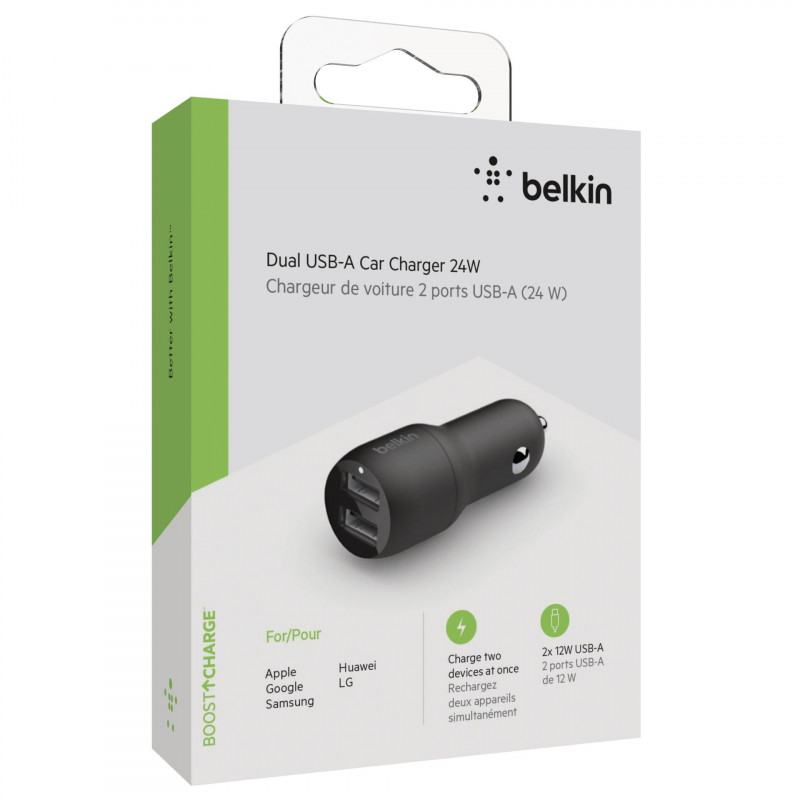 belkin
Dual USB-A Car Charger 24W
Chargeur de voiture 2 ports USB-A (24 W)
Better with Belkin™
belkin
BOOST↑CHARGE™
For/Pour
Apple
Google
Samsung
Huawei
LG
Charge two
devices at once
Rechargez
deux appareils
simultanément
2x 12W USB-A
2 ports USB-A
de 12 W